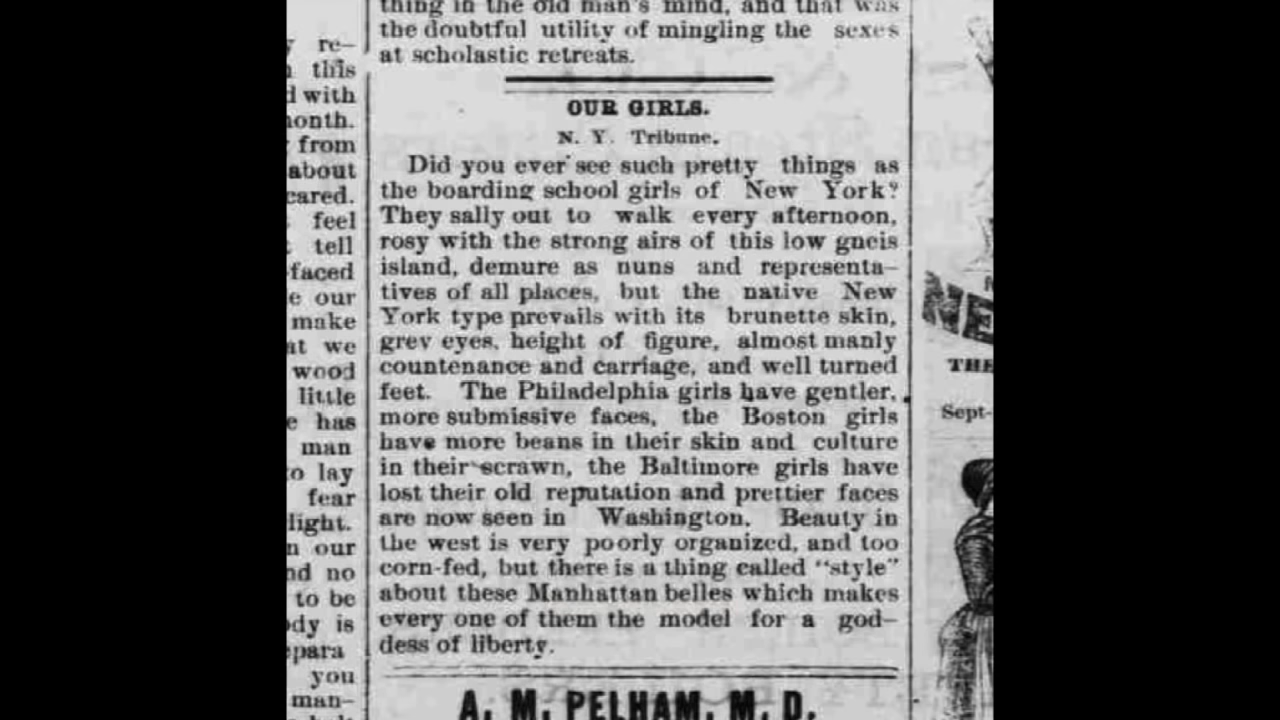 re–
this
d with
onth.
from
about
cared.
feel
tell
-faced
e our
make
at we
wood
little
e has
man
to lay
fear
light.
n our
nd no
to be
dy is
epara
you
man–
thing in the old man's mind, and that was
the doubtful utility of mingling the sexes
at scholastic retreats.
OUR GIRLS.
N. Y. Tribune.
Did you ever see such pretty things as
the boarding school girls of New York?
They sally out to walk every afternoon,
rosy with the strong airs of this low gneis
island, demure as nuns and representa–
tives of all places, but the native New
York type prevails with its brunette skin,
grey eyes, height of figure, almost manly
countenance and carriage, and well turned
feet. The Philadelphia girls have gentler,
more submissive faces, the Boston girls
have more beans in their skin and culture
in their scrawn, the Baltimore girls have
lost their old reputation and prettier faces
are now seen in Washington. Beauty in
the west is very poorly organized, and too
corn-fed, but there is a thing called "style"
about these Manhattan belles which makes
every one of them the model for a god–
dess of liberty.
A. M. PELHAM, M. D.
NE
THE
Sept-